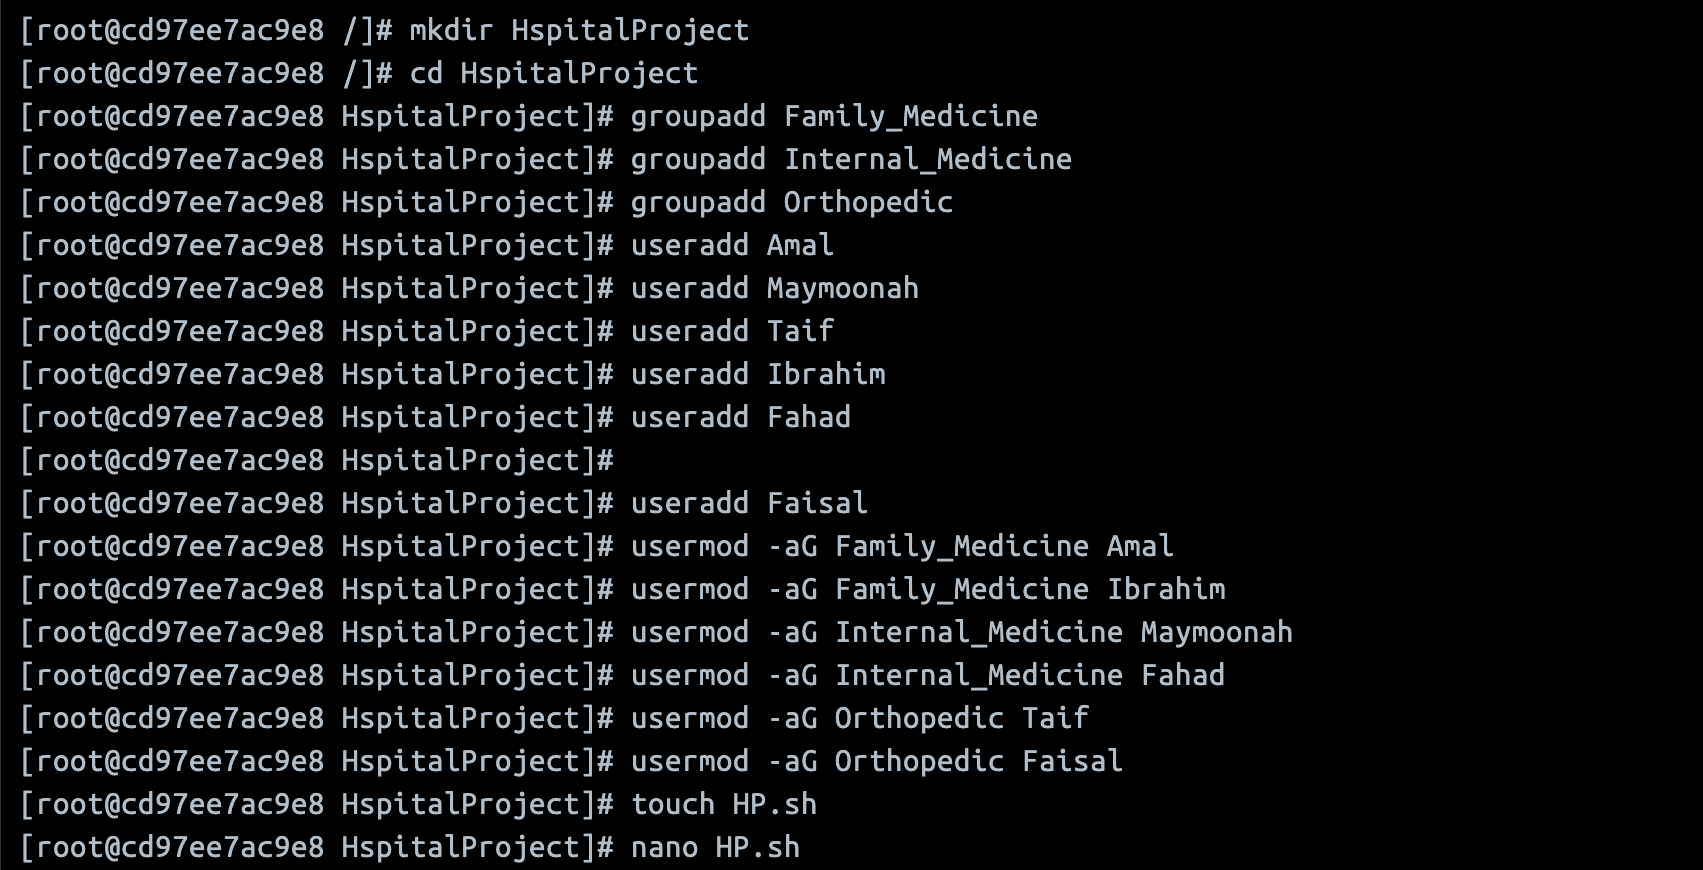 [root@cd97ee7ac9e8 /]# mkdir HspitalProject
[root@cd97ee7ac9e8 /]# cd HspitalProject
[root@cd97ee7ac9e8 HspitalProject]# groupadd Family_Medicine
[root@cd97ee7ac9e8 HspitalProject]# groupadd Internal_Medicine
[root@cd97ee7ac9e8 HspitalProject]# groupadd Orthopedic
[root@cd97ee7ac9e8 HspitalProject]# useradd Amal
[root@cd97ee7ac9e8 HspitalProject]# useradd Maymoonah
[root@cd97ee7ac9e8 HspitalProject]# useradd Taif
[root@cd97ee7ac9e8 HspitalProject]# useradd Ibrahim
[root@cd97ee7ac9e8 HspitalProject]# useradd Fahad
[root@cd97ee7ac9e8 HspitalProject]#
[root@cd97ee7ac9e8 HspitalProject]# useradd Faisal
[root@cd97ee7ac9e8 HspitalProject]# usermod -aG Family_Medicine Amal
[root@cd97ee7ac9e8 HspitalProject]# usermod -aG Family_Medicine Ibrahim
[root@cd97ee7ac9e8 HspitalProject]# usermod -aG Internal_Medicine Maymoonah
[root@cd97ee7ac9e8 HspitalProject]# usermod -aG Internal_Medicine Fahad
[root@cd97ee7ac9e8 HspitalProject]# usermod -aG Orthopedic Taif
[root@cd97ee7ac9e8 HspitalProject]# usermod -aG Orthopedic Faisal
[root@cd97ee7ac9e8 HspitalProject]# touch HP.sh
[root@cd97ee7ac9e8 HspitalProject]# nano HP.sh